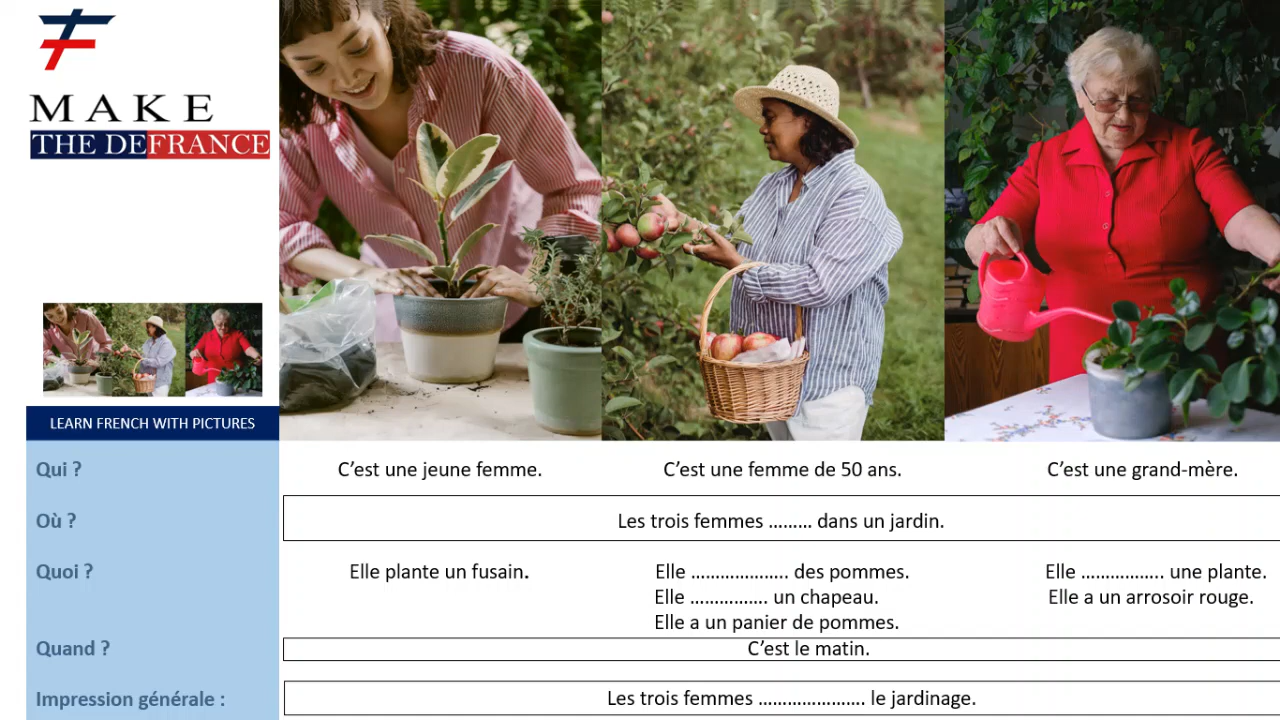 MAKE
THE DEFRANCE
LEARN FRENCH WITH PICTURES
Qui ?
C’est une jeune femme.
C’est une femme de 50 ans.
C’est une grand-mère.
Où ?
Les trois femmes ……… dans un jardin.
Quoi ?
Elle plante un fusain.
Elle ……………….. des pommes.
Elle ……………. un chapeau.
Elle a un panier de pommes.
Elle …………….. une plante.
Elle a un arrosoir rouge.
Quand ?
C’est le matin.
Impression générale :
Les trois femmes …………………. le jardinage.